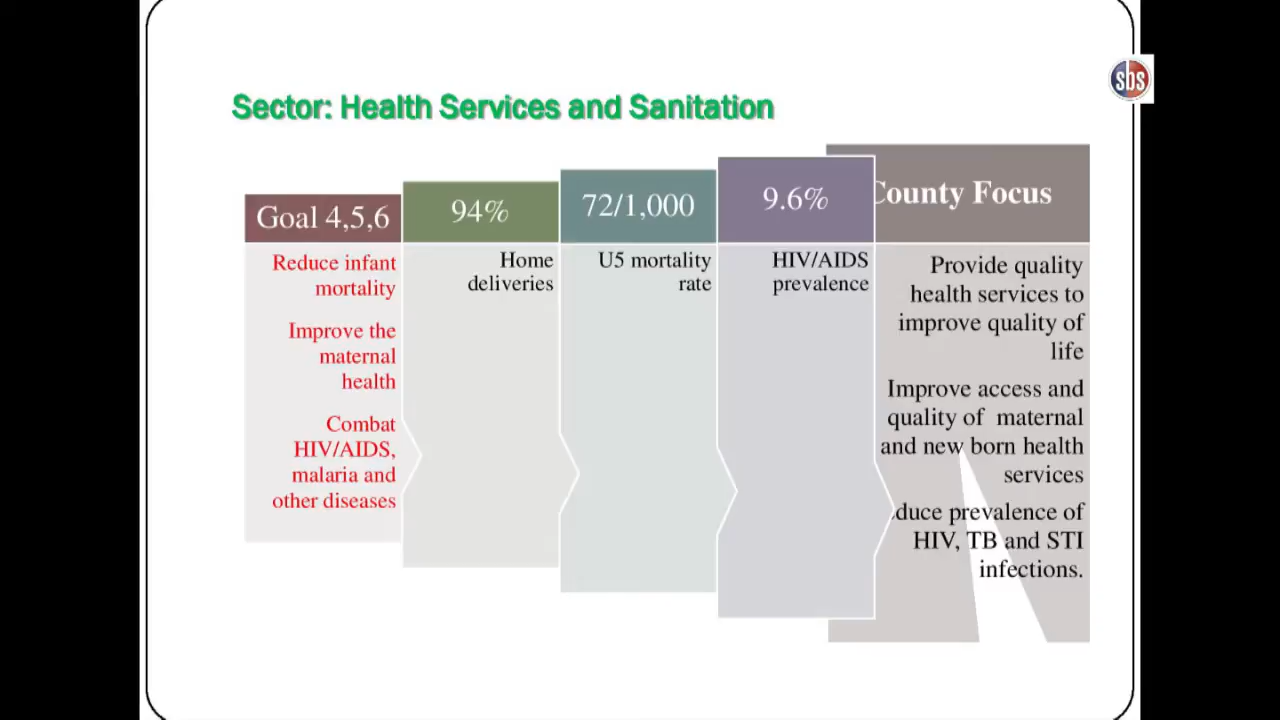 sbs
Sector: Health Services and Sanitation
Goal 4,5,6
Reduce infant
mortality
Improve the
maternal
health
Combat
HIV/AIDS,
malaria and
other diseases
94%
Home
deliveries
72/1,000
U5 mortality
rate
9.6%
HIV/AIDS
prevalence
County Focus
Provide quality
health services to
improve quality of
life
Improve access and
quality of maternal
and new born health
services
duce prevalence of
HIV, TB and STI
infections.